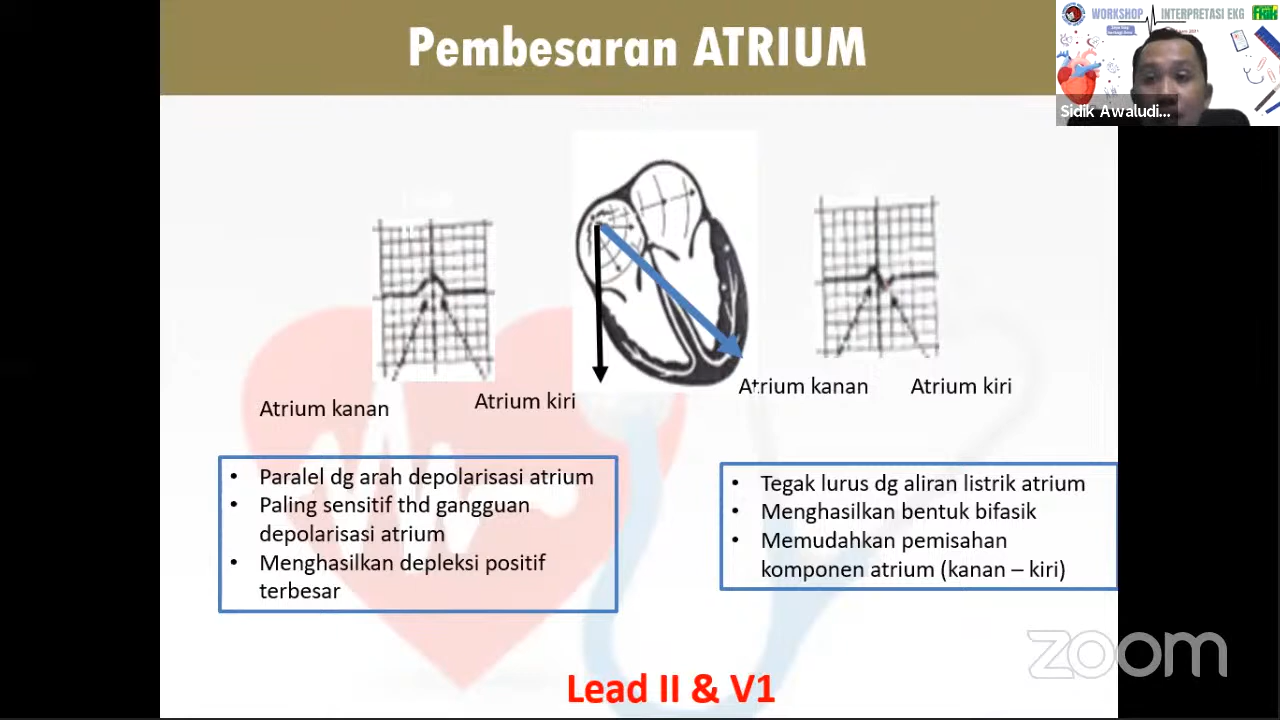 Pembesaran ATRIUM
WORKSHOP INTERPRETASI EKG
Sidik Awaludi...
Atrium kanan
Atrium kiri
Atrium kanan
Atrium kiri
• Paralel dg arah depolarisasi atrium
• Paling sensitif thd gangguan
depolarisasi atrium
• Menghasilkan depleksi positif
terbesar
• Tegak lurus dg aliran listrik atrium
• Menghasilkan bentuk bifasik
• Memudahkan pemisahan
komponen atrium (kanan – kiri)
zoom
Lead II & V1